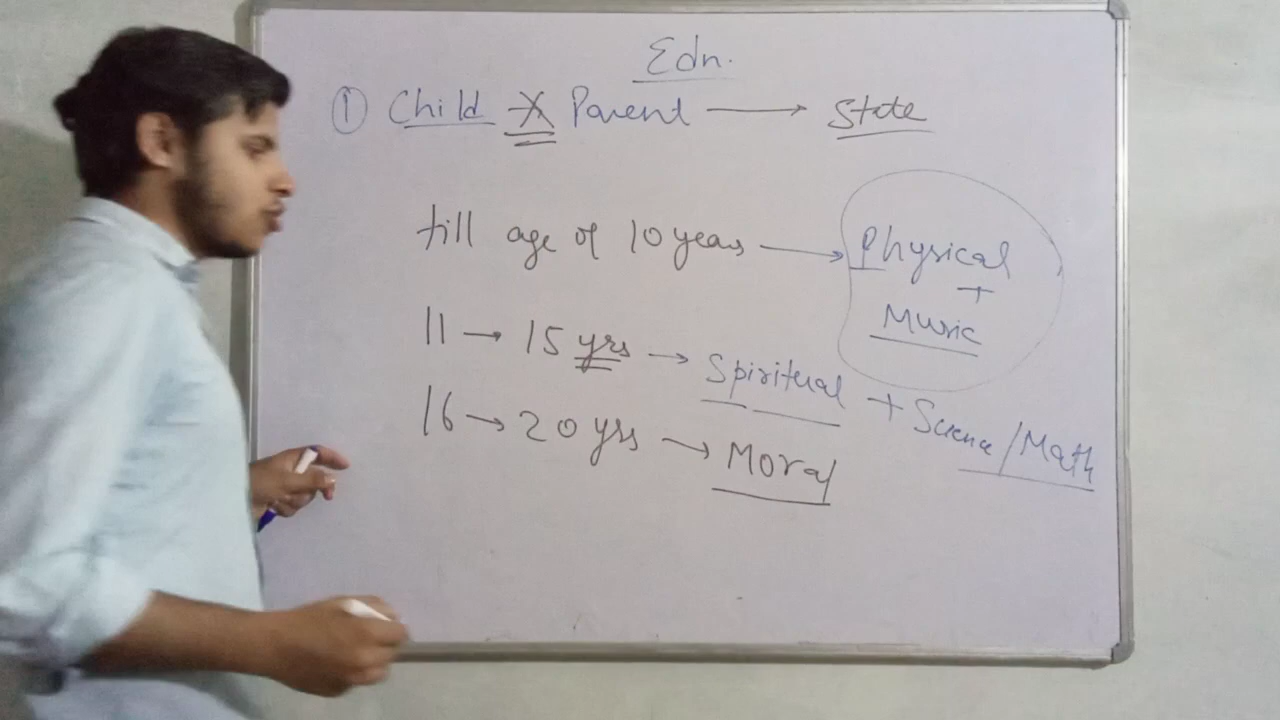 Edn.
① Child X Parent → State
till age of 10 years → Physical
+
Music
11 → 15 yrs → Spiritual + Science/Math
16 → 20 yrs → Moral